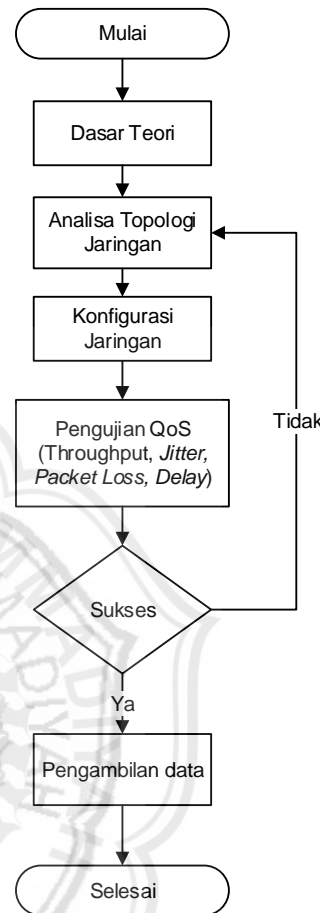 Mulai
Dasar Teori
Analisa Topologi
Jaringan
Konfigurasi
Jaringan
Pengujian QoS
(Throughput, Jitter,
Packet Loss, Delay)
Tidak
Sukses
Ya
Pengambilan data
Selesai